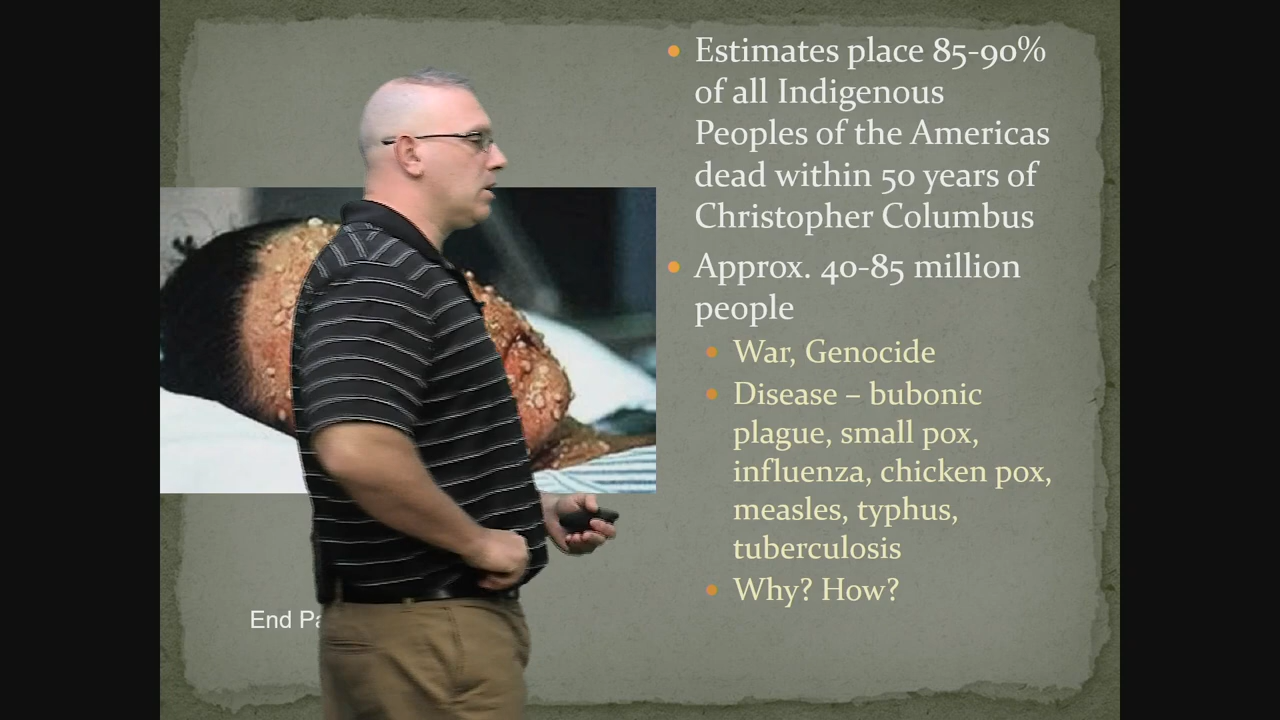 Estimates place 85-90%
of all Indigenous
Peoples of the Americas
dead within 50 years of
Christopher Columbus
Approx. 40-85 million
people
War, Genocide
Disease – bubonic
plague, small pox,
influenza, chicken pox,
measles, typhus,
tuberculosis
Why? How?
End